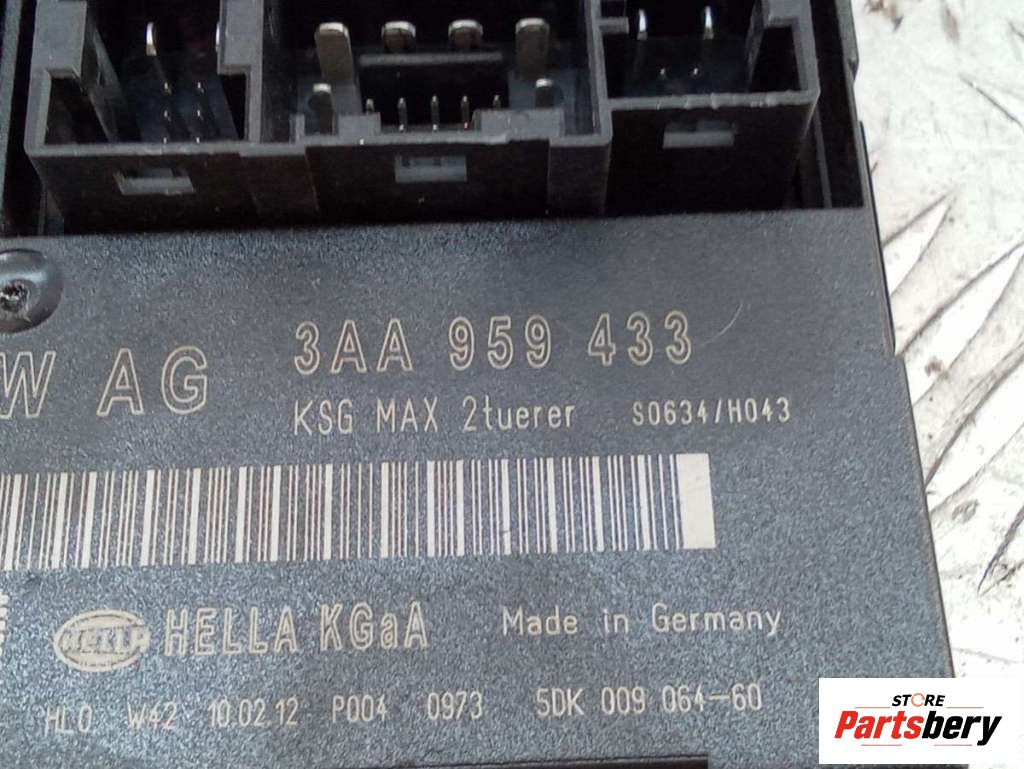 W AG 3AA 959 433
KSG MAX 2tuerer S0634/H043
HELLA HELLA KGaA Made in Germany
HLO W42 10.02.12 P004 0973 5DK 009 064-60
STORE
Partsbery